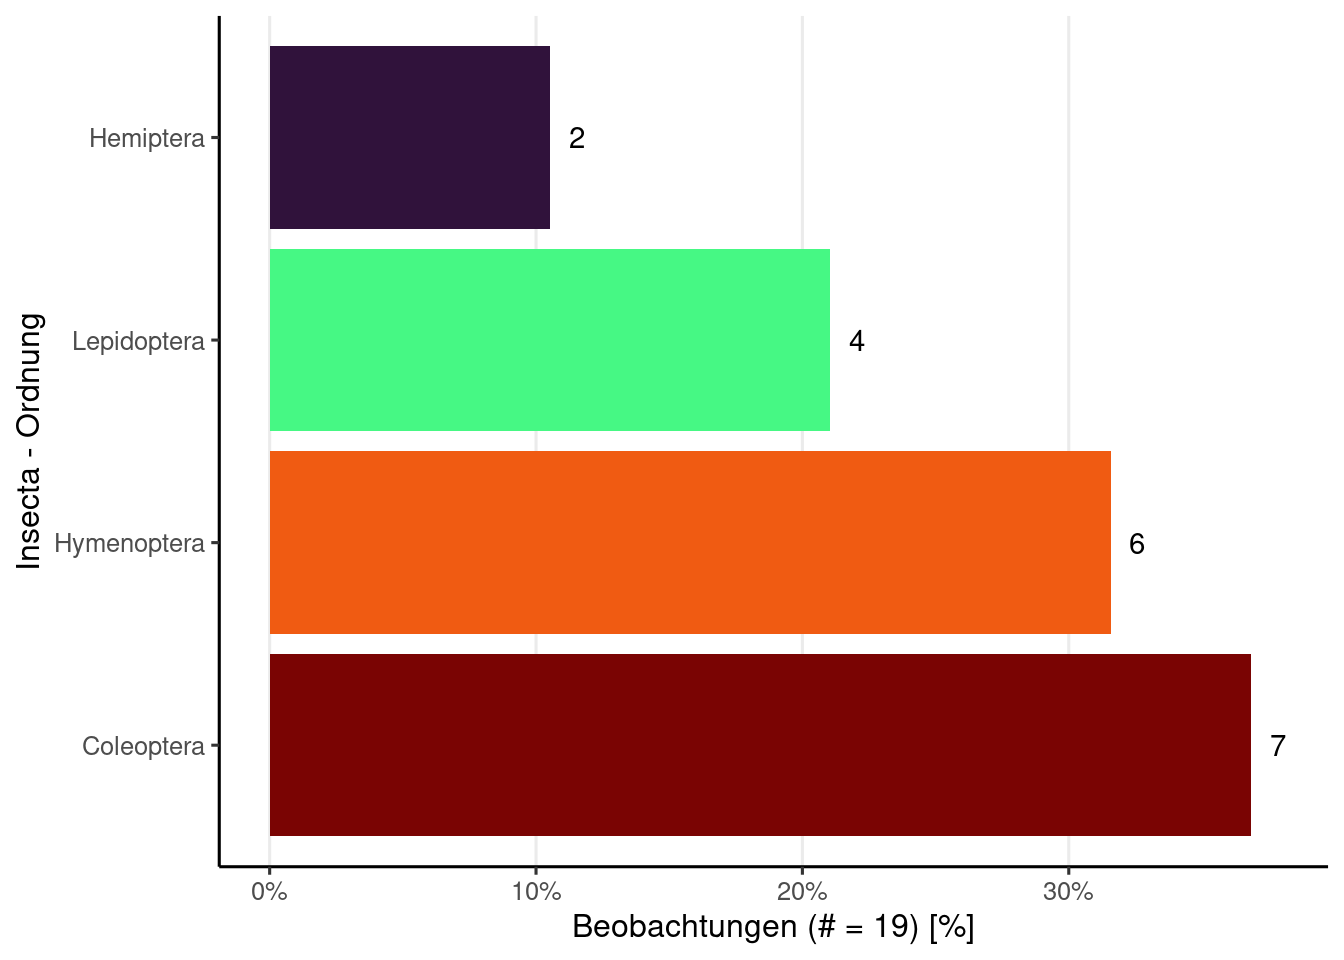 Insecta - Ordnung
Hemiptera
2
Lepidoptera
4
Hymenoptera
6
Coleoptera
7
0% 10% 20% 30%
Beobachtungen (# = 19) [%]